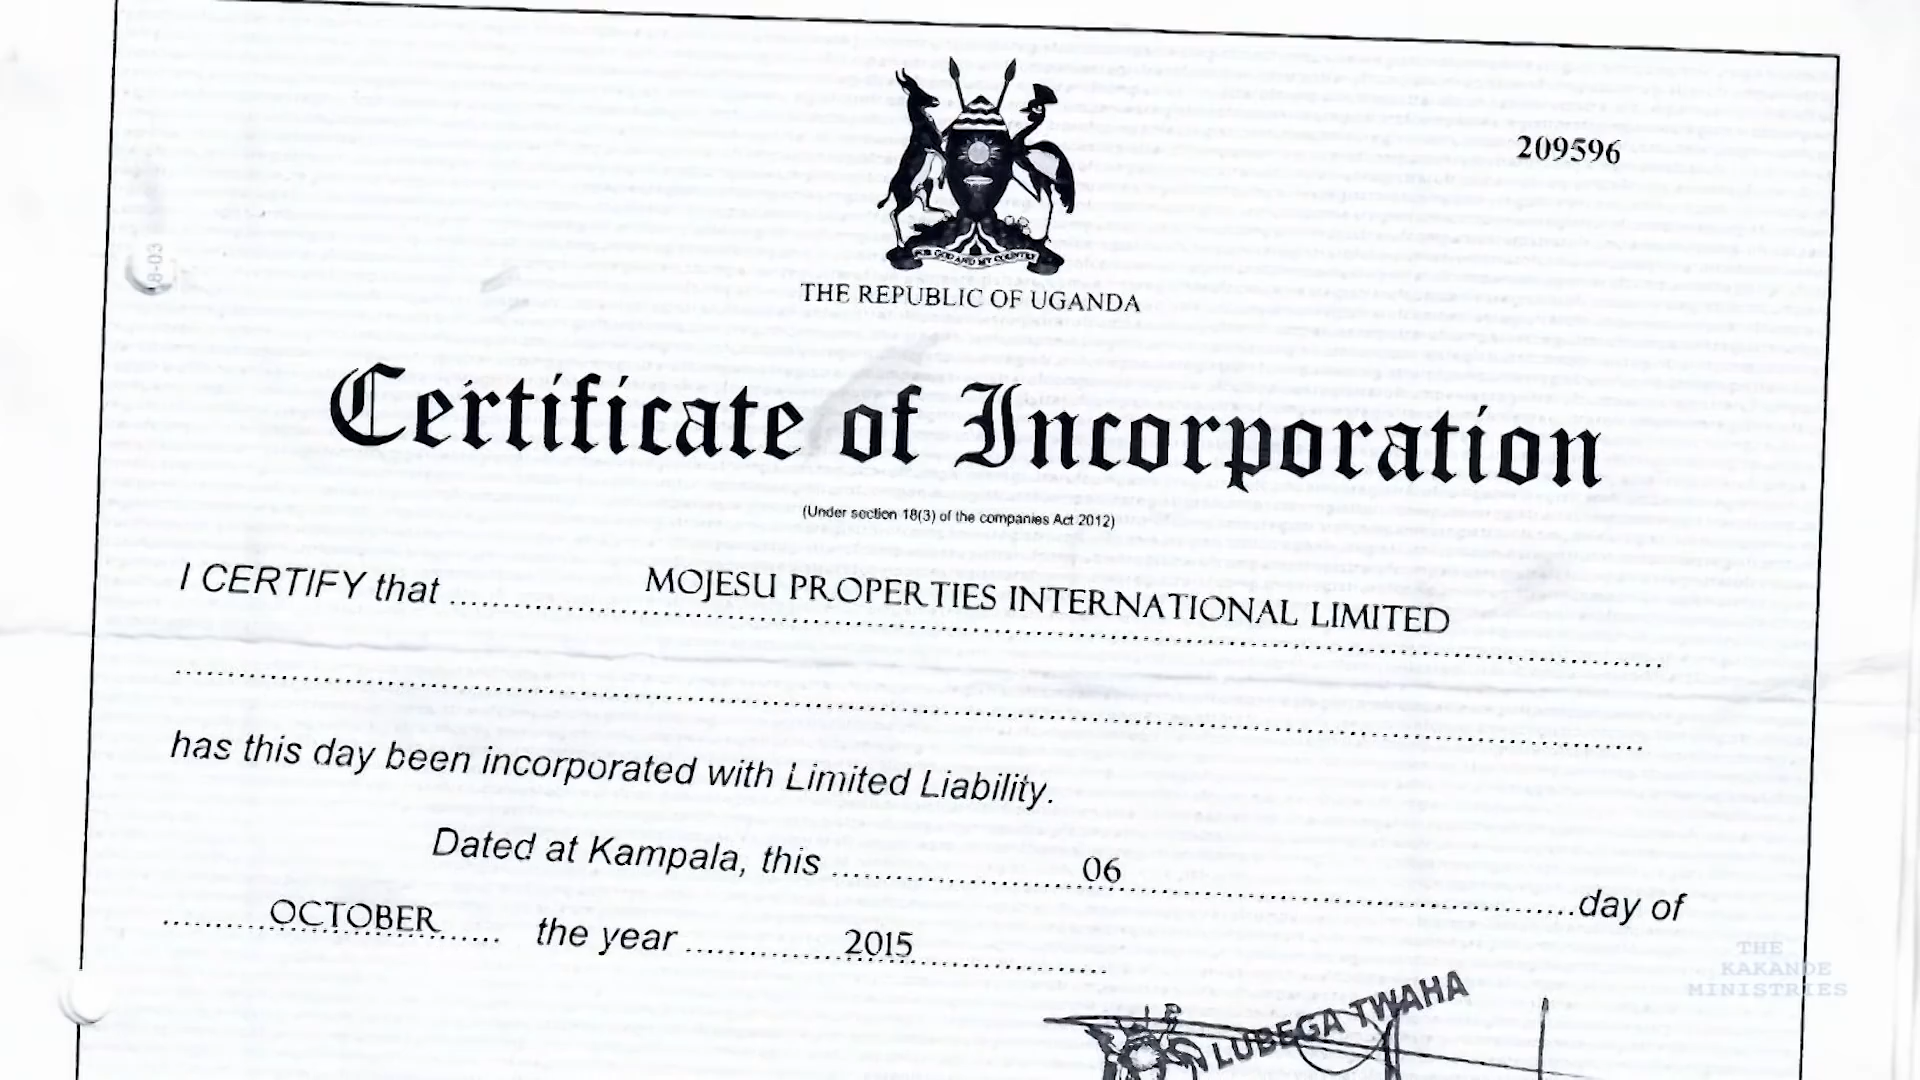 209596
FOR GOD AND MY COUNTRY
THE REPUBLIC OF UGANDA
Certificate of Incorporation
(Under section 18(3) of the companies Act 2012)
I CERTIFY that .......... MOJESU PROPERTIES INTERNATIONAL LIMITED
has this day been incorporated with Limited Liability.
Dated at Kampala, this .......... 06 .......... day of
.......... OCTOBER .......... the year .......... 2015 ..........
LUBEGA TWAHA
THE
KAKANDE
MINISTRIES